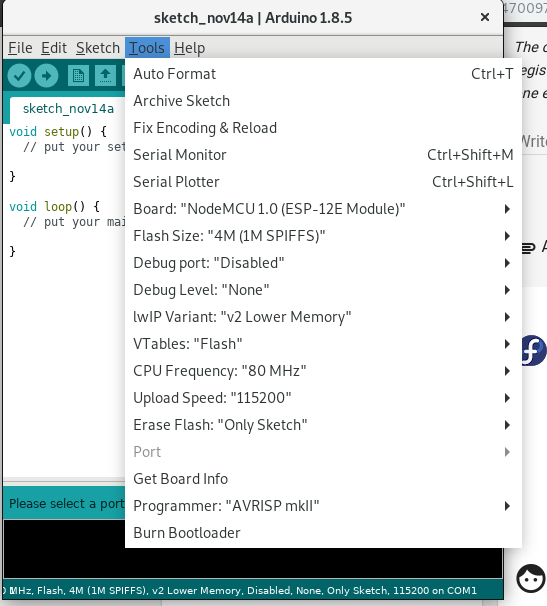 sketch_nov14a | Arduino 1.8.5 ×
File Edit Sketch Tools Help
sketch_nov14a
void setup() {
// put your set
}
void loop() {
// put your mai
}
Auto Format Ctrl+T
Archive Sketch
Fix Encoding & Reload
Serial Monitor Ctrl+Shift+M
Serial Plotter Ctrl+Shift+L
Board: "NodeMCU 1.0 (ESP-12E Module)"
Flash Size: "4M (1M SPIFFS)"
Debug port: "Disabled"
Debug Level: "None"
lwIP Variant: "v2 Lower Memory"
VTables: "Flash"
CPU Frequency: "80 MHz"
Upload Speed: "115200"
Erase Flash: "Only Sketch"
Port
Get Board Info
Programmer: "AVRISP mkII"
Burn Bootloader
Please select a port
MHz, Flash, 4M (1M SPIFFS), v2 Lower Memory, Disabled, None, Only Sketch, 115200 on COM1
470097
The
egis
ne e
Write
A